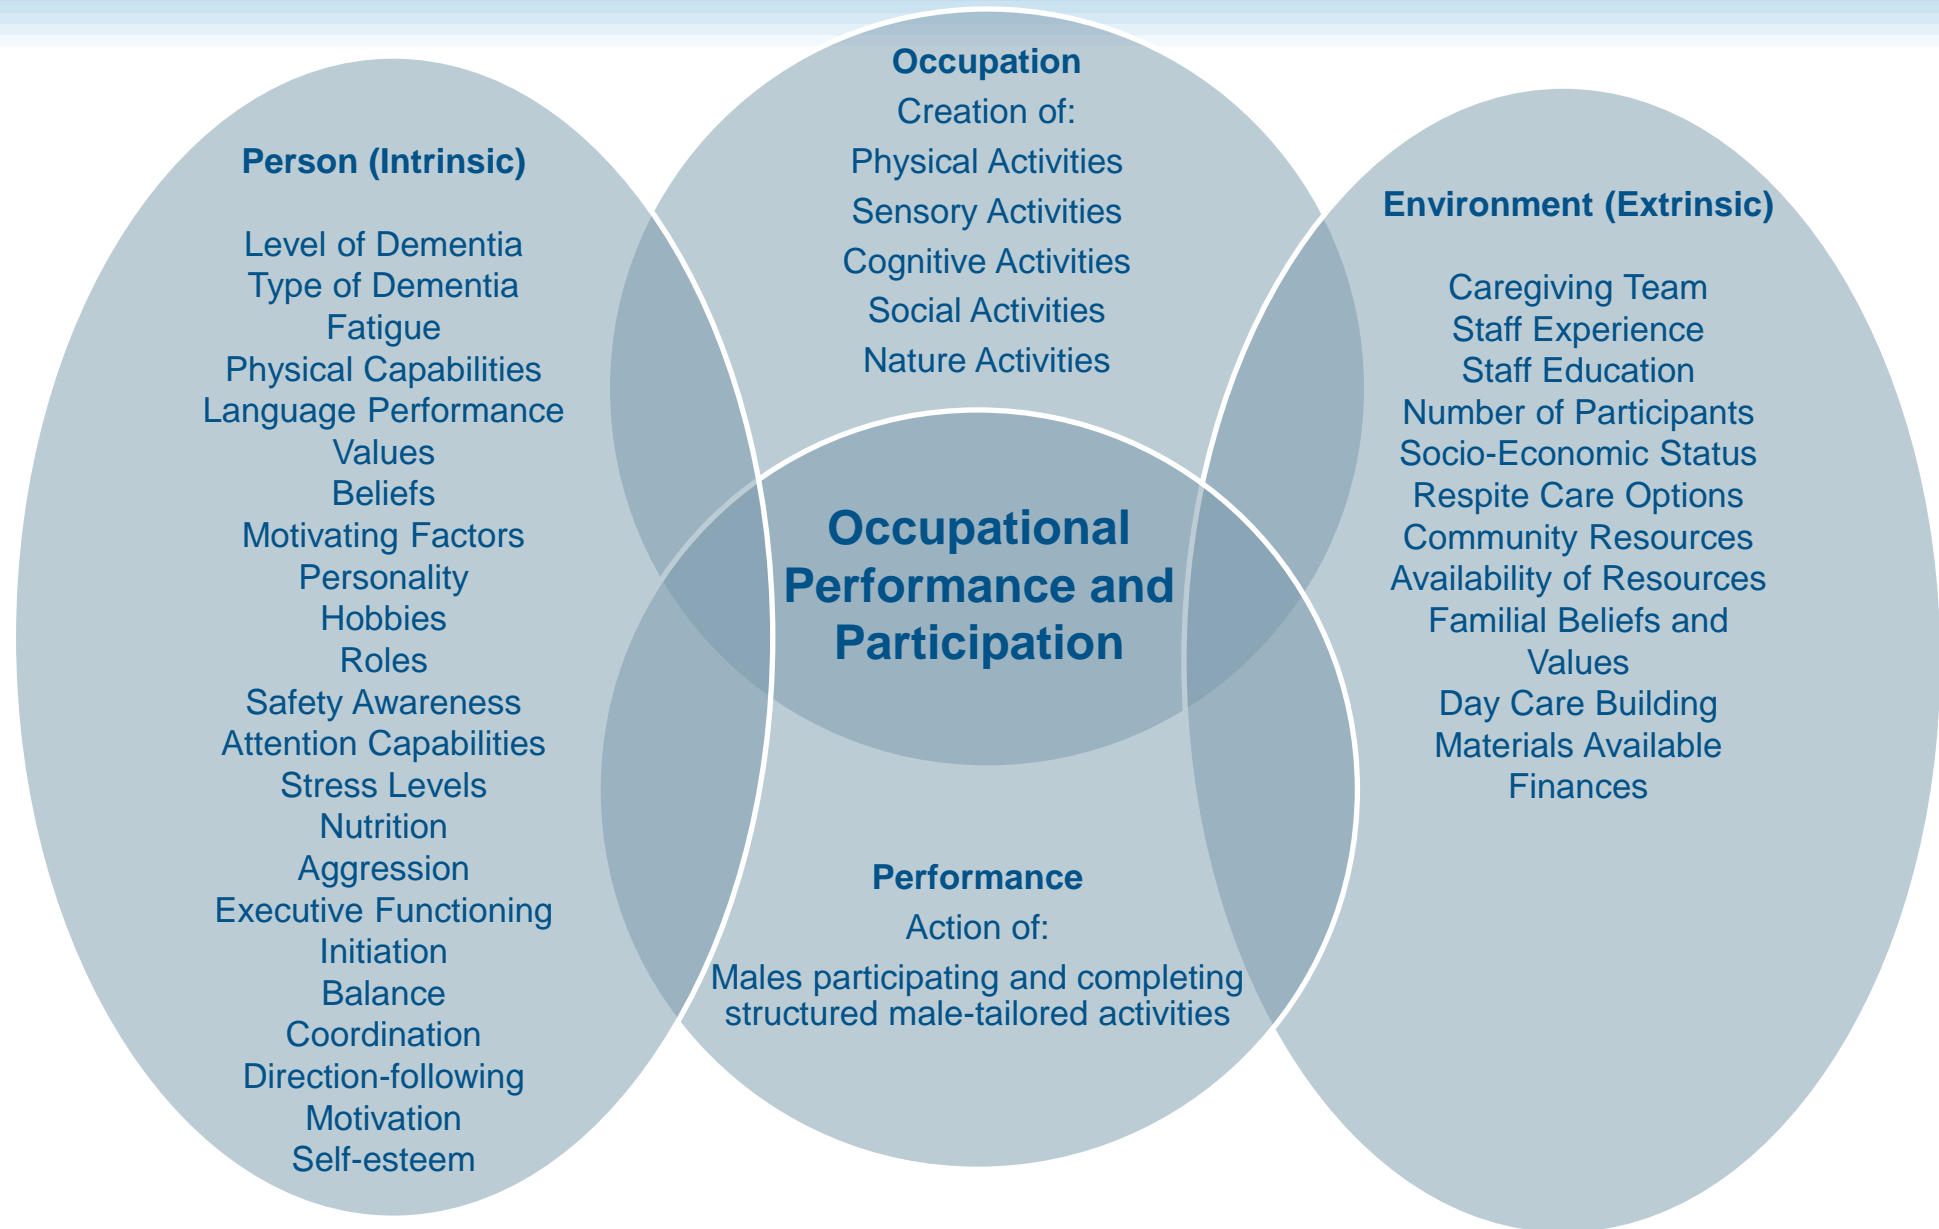 Person (Intrinsic)
Level of Dementia
Type of Dementia
Fatigue
Physical Capabilities
Language Performance
Values
Beliefs
Motivating Factors
Personality
Hobbies
Roles
Safety Awareness
Attention Capabilities
Stress Levels
Nutrition
Aggression
Executive Functioning
Initiation
Balance
Coordination
Direction-following
Motivation
Self-esteem
Occupation
Creation of:
Physical Activities
Sensory Activities
Cognitive Activities
Social Activities
Nature Activities
Occupational
Performance and
Participation
Performance
Action of:
Males participating and completing
structured male-tailored activities
Environment (Extrinsic)
Caregiving Team
Staff Experience
Staff Education
Number of Participants
Socio-Economic Status
Respite Care Options
Community Resources
Availability of Resources
Familial Beliefs and
Values
Day Care Building
Materials Available
Finances